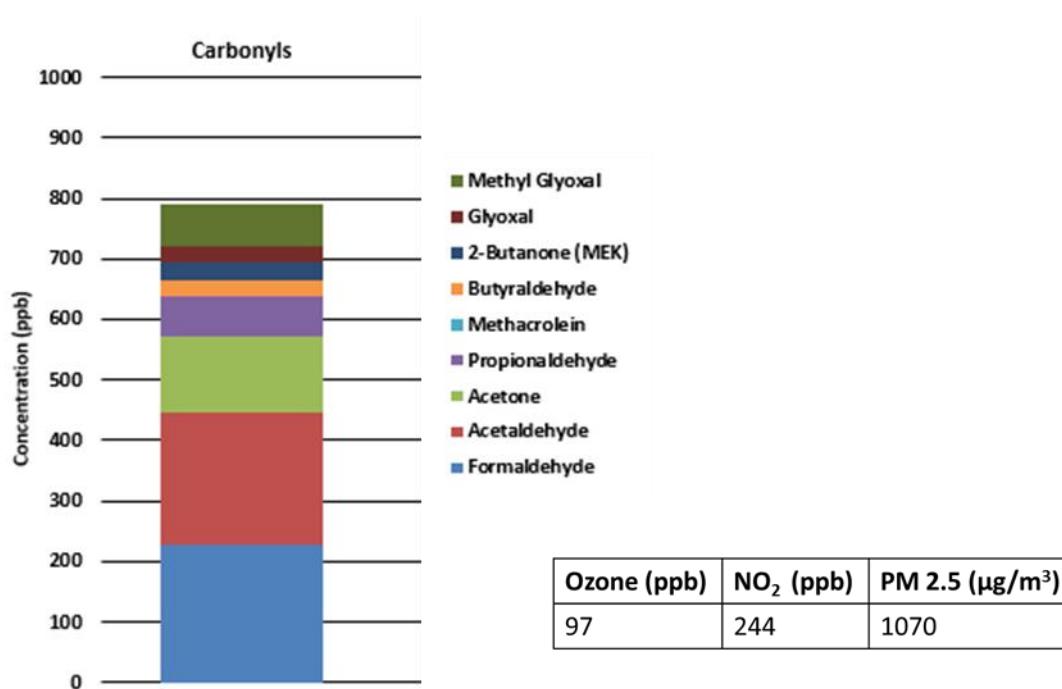 Carbonyls
1000
900
800
700
600
500
400
300
200
100
0
Concentration (ppb)
Methyl Glyoxal
Glyoxal
2-Butanone (MEK)
Butyraldehyde
Methacrolein
Propionaldehyde
Acetone
Acetaldehyde
Formaldehyde
Ozone (ppb) NO₂ (ppb) PM 2.5 (µg/m³)
97 244 1070